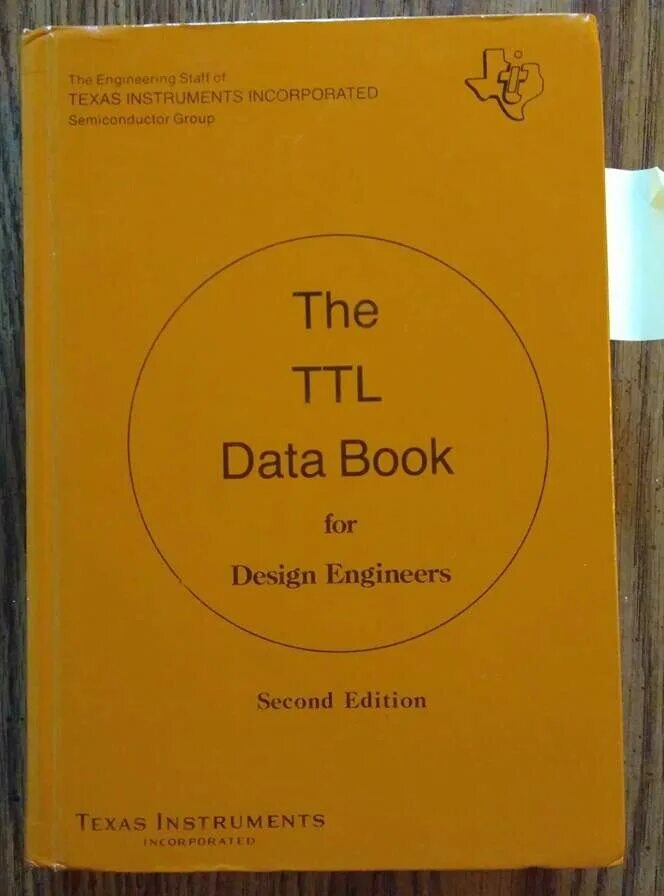 The Engineering Staff of
TEXAS INSTRUMENTS INCORPORATED
Semiconductor Group
The
TTL
Data Book
for
Design Engineers
Second Edition
TEXAS INSTRUMENTS
INCORPORATED